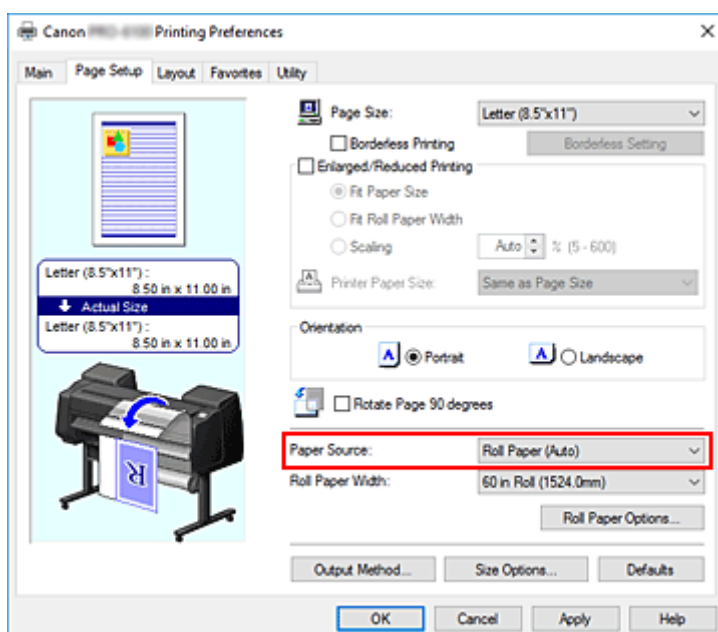 Canon Printing Preferences
Main Page Setup Layout Favorites Utility
Page Size: Letter (8.5"x11")
Borderless Printing Borderless Setting
Enlarged/Reduced Printing
Fit Paper Size
Fit Roll Paper Width
Scaling Auto % (5 - 600)
Printer Paper Size: Same as Page Size
Letter (8.5"x11") :
8.50 in x 11.00 in
Actual Size
Letter (8.5"x11") :
8.50 in x 11.00 in
Orientation
A Portrait A Landscape
Rotate Page 90 degrees
Paper Source: Roll Paper (Auto)
Roll Paper Width: 60 in Roll (1524.0mm)
R
Roll Paper Options...
Output Method... Size Options... Defaults
OK Cancel Apply Help